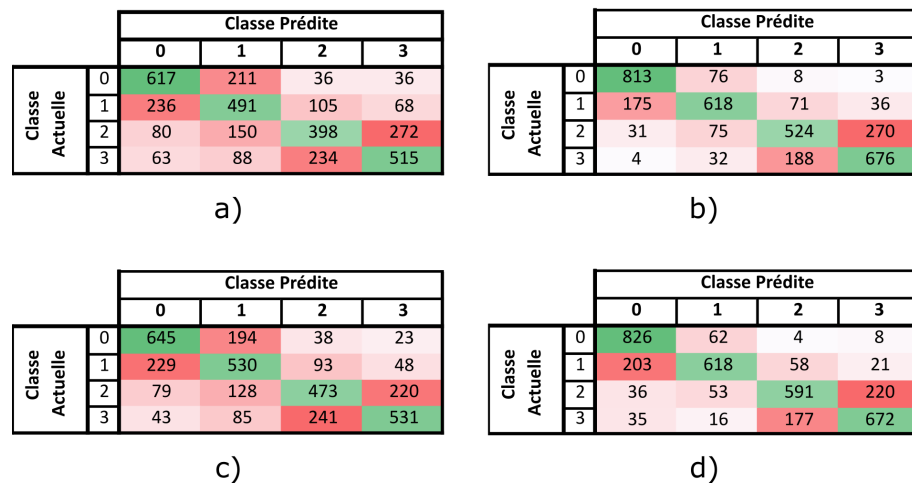 Classe Prédite
0 1 2 3
Classe Actuelle
0 617 211 36 36
1 236 491 105 68
2 80 150 398 272
3 63 88 234 515
a)
Classe Prédite
0 1 2 3
Classe Actuelle
0 813 76 8 3
1 175 618 71 36
2 31 75 524 270
3 4 32 188 676
b)
Classe Prédite
0 1 2 3
Classe Actuelle
0 645 194 38 23
1 229 530 93 48
2 79 128 473 220
3 43 85 241 531
c)
Classe Prédite
0 1 2 3
Classe Actuelle
0 826 62 4 8
1 203 618 58 21
2 36 53 591 220
3 35 16 177 672
d)